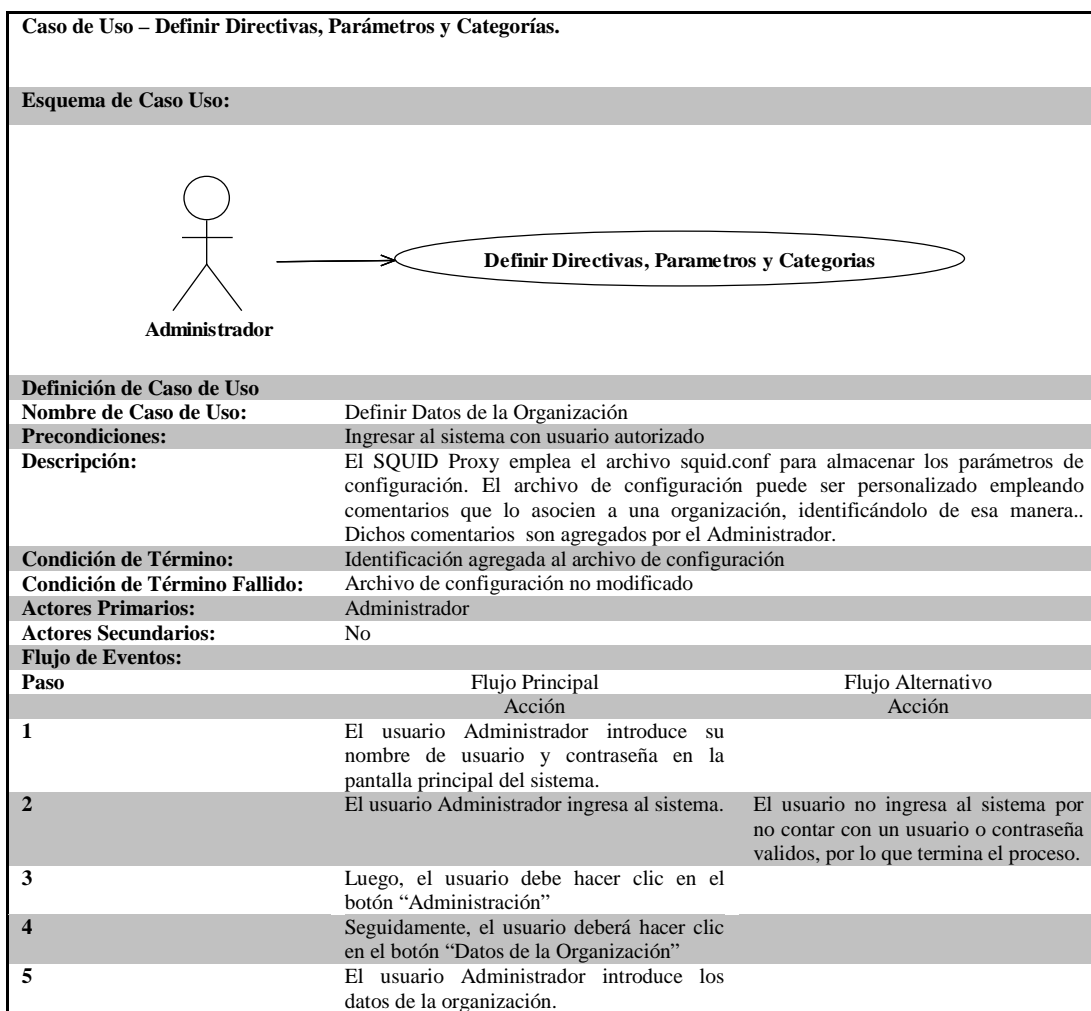 Caso de Uso – Definir Directivas, Parámetros y Categorías.
Esquema de Caso Uso:
Definir Directivas, Parametros y Categorias
Administrador
Definición de Caso de Uso
Nombre de Caso de Uso: Definir Datos de la Organización
Precondiciones: Ingresar al sistema con usuario autorizado
Descripción: El SQUID Proxy emplea el archivo squid.conf para almacenar los parámetros de
configuración. El archivo de configuración puede ser personalizado empleando
comentarios que lo asocien a una organización, identificándolo de esa manera..
Dichos comentarios son agregados por el Administrador.
Condición de Término: Identificación agregada al archivo de configuración
Condición de Término Fallido: Archivo de configuración no modificado
Actores Primarios: Administrador
Actores Secundarios: No
Flujo de Eventos:
Paso Flujo Principal Flujo Alternativo
Acción Acción
1 El usuario Administrador introduce su
nombre de usuario y contraseña en la
pantalla principal del sistema.
2 El usuario Administrador ingresa al sistema. El usuario no ingresa al sistema por
no contar con un usuario o contraseña
validos, por lo que termina el proceso.
3 Luego, el usuario debe hacer clic en el
botón “Administración”
4 Seguidamente, el usuario deberá hacer clic
en el botón “Datos de la Organización”
5 El usuario Administrador introduce los
datos de la organización.